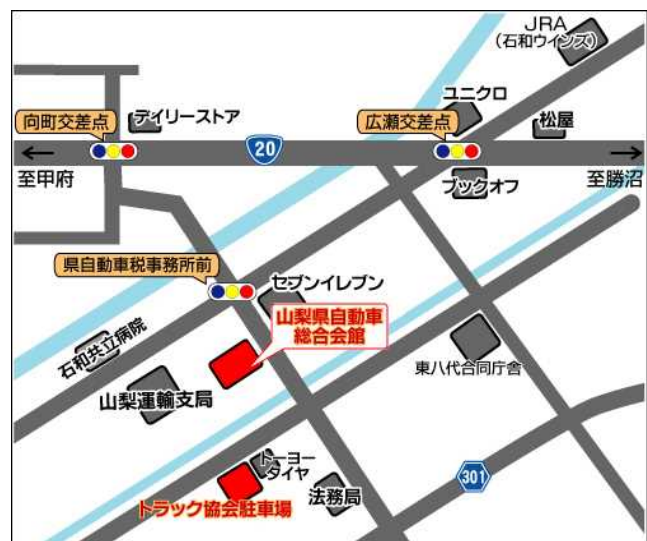 JRA
（石和ウインズ）
ユニクロ
向町交差点
デイリーストア
広瀬交差点
松屋
20
至甲府
ブックオフ
至勝沼
県自動車税事務所前
セブンイレブン
山梨県自動車
総合会館
石和共立病院
東八代合同庁舎
山梨運輸支局
トーヨー
タイヤ
301
法務局
トラック協会駐車場